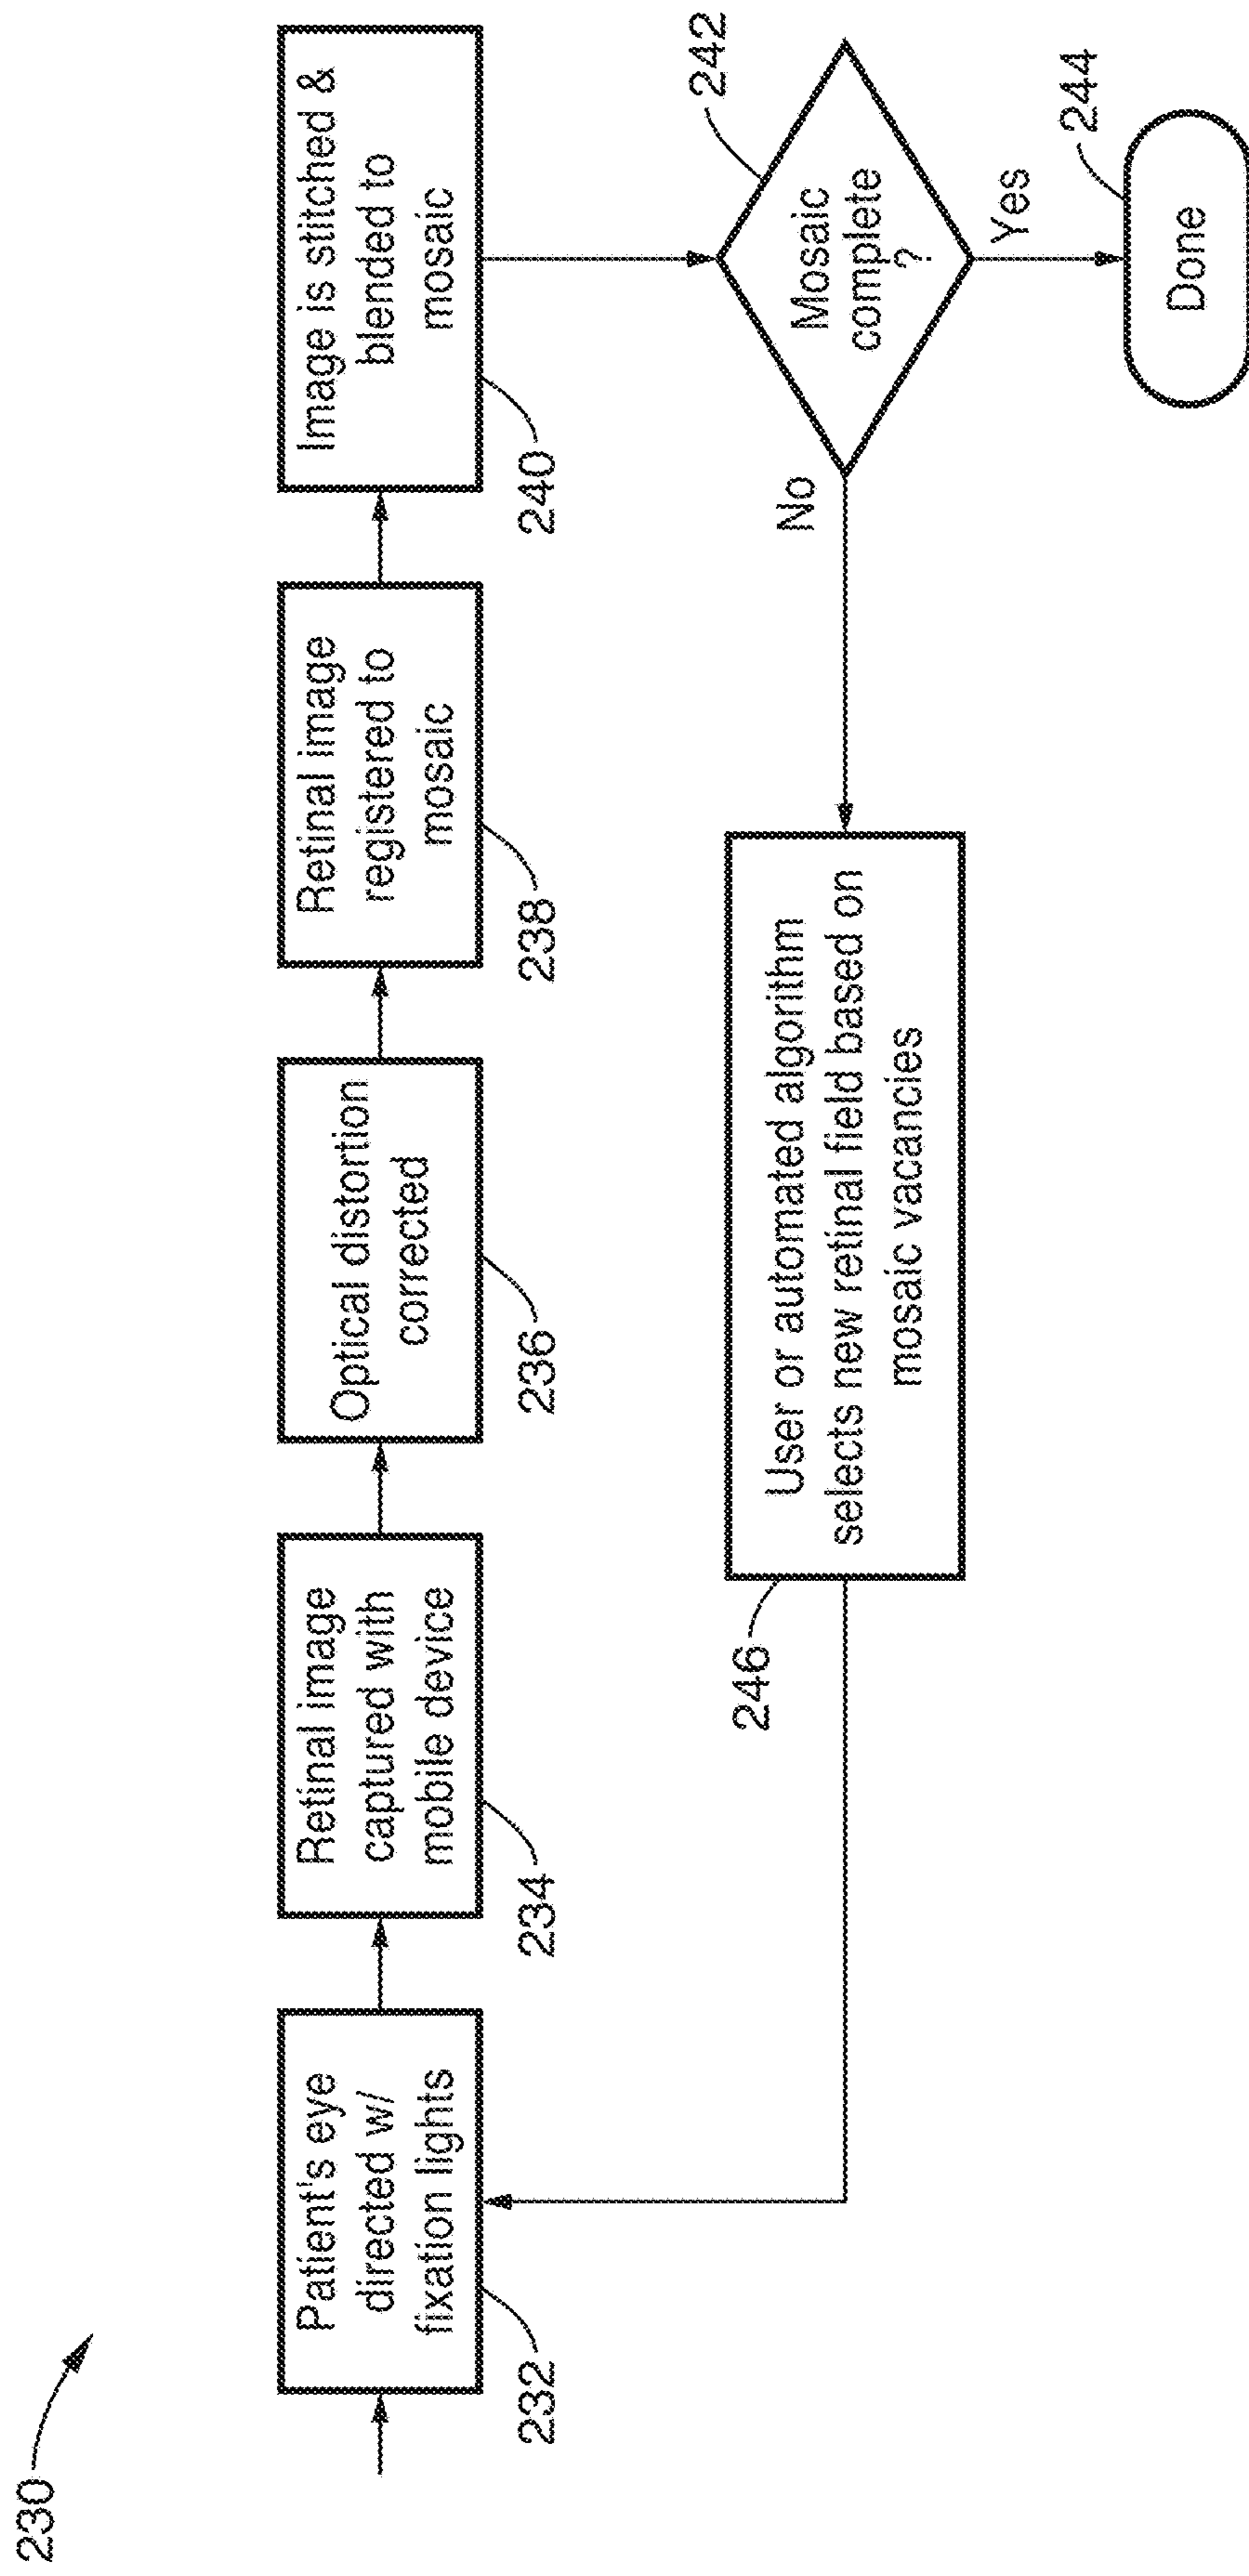 230
Patient's eye
directed w/
fixation lights
232
Retinal image
captured with
mobile device
234
Optical distortion
corrected
236
Retinal image
registered to
mosaic
238
Image is stitched &
blended to
mosaic
240
Mosaic
complete
?
242
Yes
Done
244
No
User or automated algorithm
selects new retinal field based on
mosaic vacancies
246